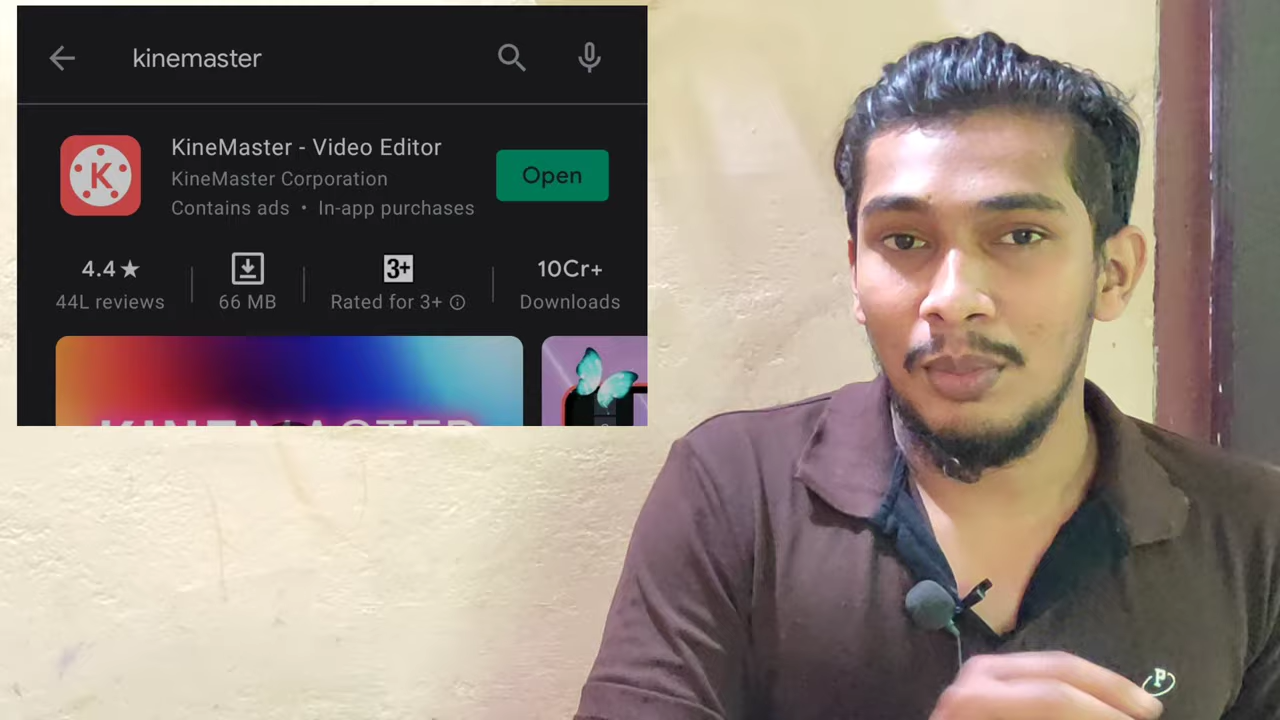 kinemaster
K
KineMaster - Video Editor
KineMaster Corporation
Open
Contains ads • In-app purchases
4.4★
3+
10Cr+
44L reviews
66 MB
Rated for 3+
Downloads
KINEMASTER
P